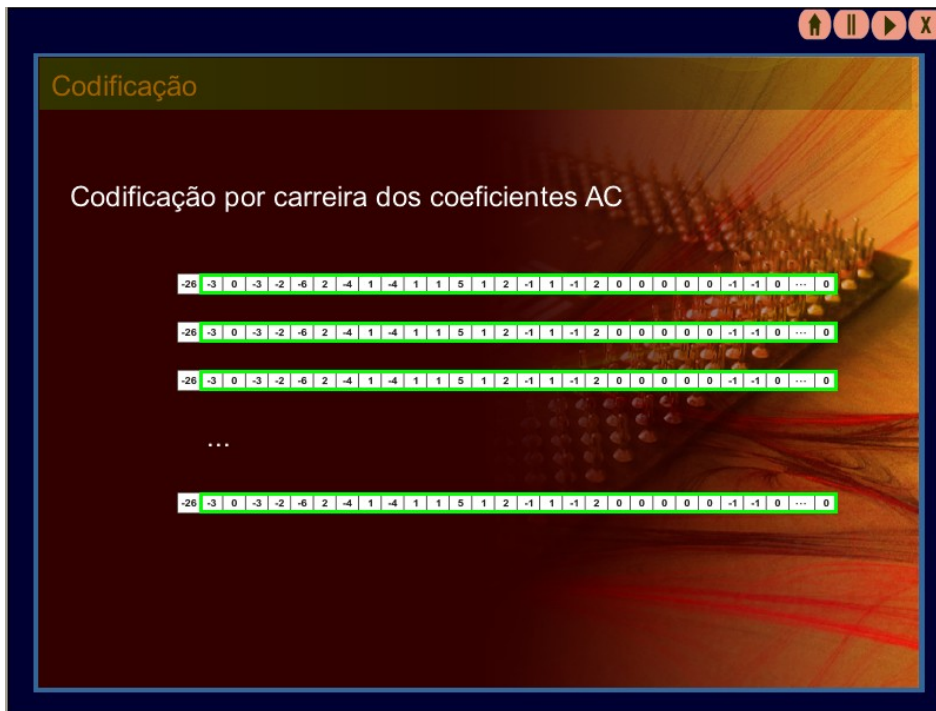 X
Codificação
Codificação por carreira dos coeficientes AC
-26 -3 0 -3 -2 -6 2 -4 1 -4 1 1 5 1 2 -1 1 -1 2 0 0 0 0 0 -1 -1 0 ... 0
-26 -3 0 -3 -2 -6 2 -4 1 -4 1 1 5 1 2 -1 1 -1 2 0 0 0 0 0 -1 -1 0 ... 0
-26 -3 0 -3 -2 -6 2 -4 1 -4 1 1 5 1 2 -1 1 -1 2 0 0 0 0 0 -1 -1 0 ... 0
...
-26 -3 0 -3 -2 -6 2 -4 1 -4 1 1 5 1 2 -1 1 -1 2 0 0 0 0 0 -1 -1 0 ... 0